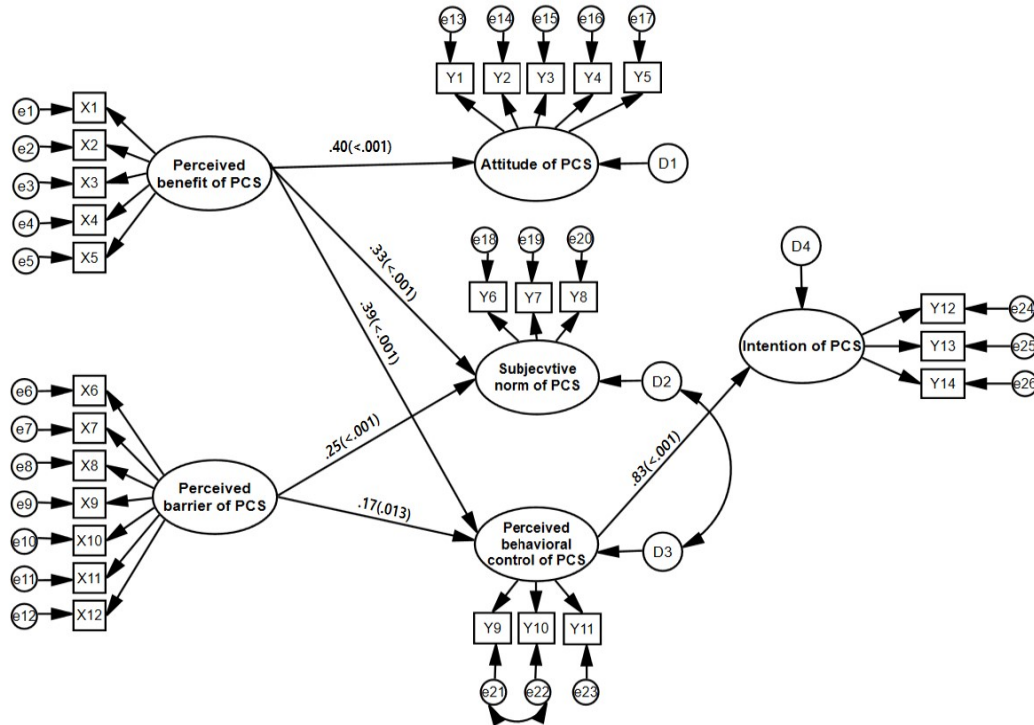 e13
e14
e15
e16
e17
Y1
Y2
Y3
Y4
Y5
e1
X1
e2
X2
e3
X3
e4
X4
e5
X5
Perceived
benefit of PCS
.40(<.001)
Attitude of PCS
D1
.33(<.001)
.39(<.001)
e18
e19
e20
Y6
Y7
Y8
Subjecvtive
norm of PCS
D2
D4
Intention of PCS
Y12
e24
Y13
e25
Y14
e26
e6
X6
e7
X7
e8
X8
e9
X9
e10
X10
e11
X11
e12
X12
Perceived
barrier of PCS
.25(<.001)
.17(.013)
.83(<.001)
Perceived
behavioral
control of PCS
D3
Y9
Y10
Y11
e21
e22
e23